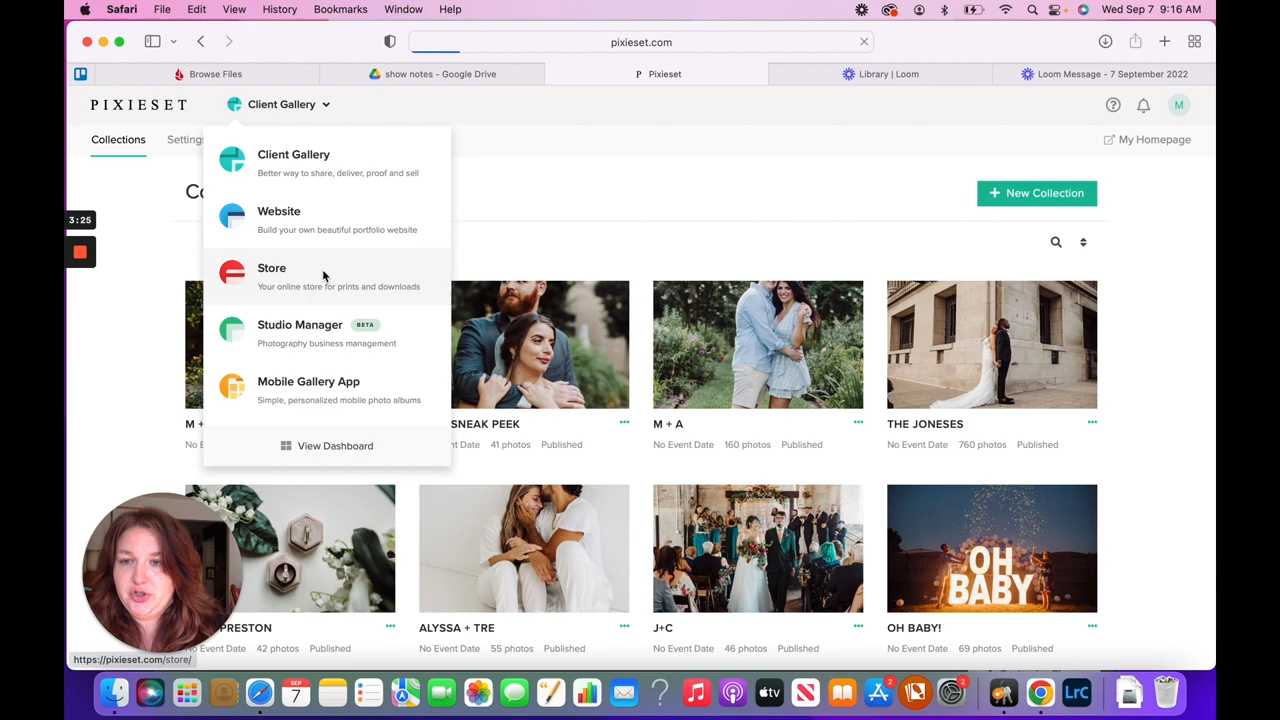 Safari File Edit View History Bookmarks Window Help
Wed Sep 7 9:16 AM
pixieset.com
Browse Files
show notes - Google Drive
P Pixieset
Library | Loom
Loom Message - 7 September 2022
PIXIESET
Client Gallery
M
Collections
Settings
My Homepage
Client Gallery
Better way to share, deliver, proof and sell
Website
Build your own beautiful portfolio website
Store
Your online store for prints and downloads
Studio Manager BETA
Photography business management
Mobile Gallery App
Simple, personalized mobile photo albums
View Dashboard
+ New Collection
3:25
SNEAK PEEK
41 photos Published
M + A
No Event Date 160 photos Published
THE JONESES
No Event Date 760 photos Published
PRESTON
42 photos Published
ALYSSA + TRE
No Event Date 55 photos Published
J+C
No Event Date 46 photos Published
OH
BABY
OH BABY!
No Event Date 69 photos Published
https://pixieset.com/store/
SEP
7
2
2
LrC